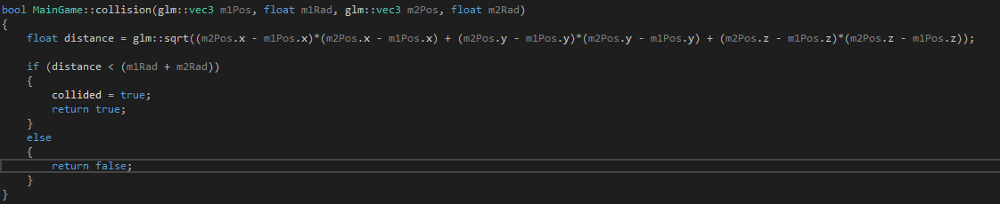 bool MainGame::collision(glm::vec3 m1Pos, float m1Rad, glm::vec3 m2Pos, float m2Rad)
{
    float distance = glm::sqrt((m2Pos.x - m1Pos.x)*(m2Pos.x - m1Pos.x) + (m2Pos.y - m1Pos.y)*(m2Pos.y - m1Pos.y) + (m2Pos.z - m1Pos.z)*(m2Pos.z - m1Pos.z));

    if (distance < (m1Rad + m2Rad))
    {
        collided = true;
        return true;
    }
    else
    {
        return false;
    }
}